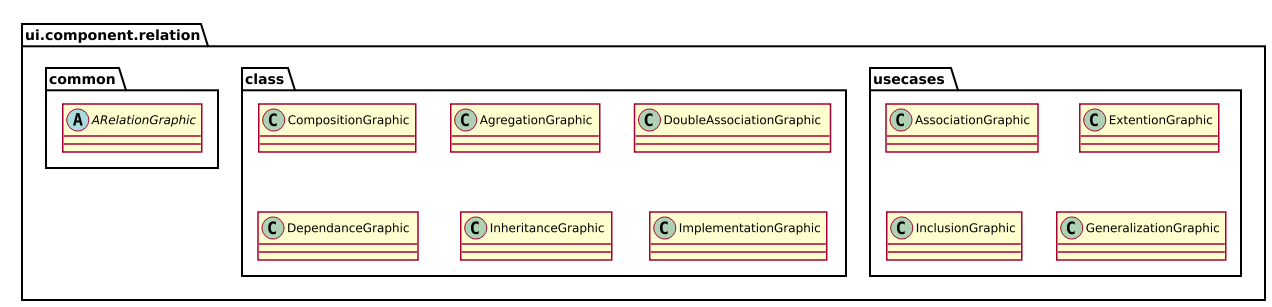 ui.component.relation
common
class
usecases
A ARelationGraphic
C CompositionGraphic
C AgregationGraphic
C DoubleAssociationGraphic
C AssociationGraphic
C ExtentionGraphic
C DependanceGraphic
C InheritanceGraphic
C ImplementationGraphic
C InclusionGraphic
C GeneralizationGraphic